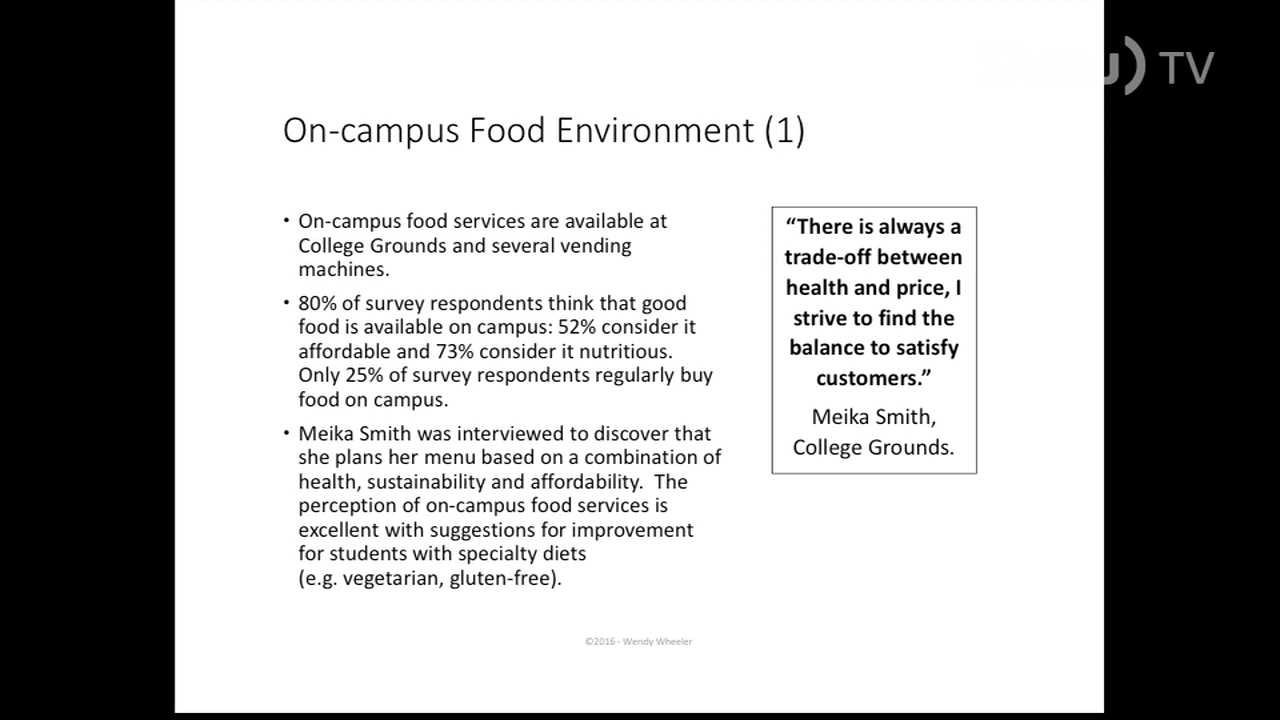 TV
On-campus Food Environment (1)
• On-campus food services are available at
College Grounds and several vending
machines.
• 80% of survey respondents think that good
food is available on campus: 52% consider it
affordable and 73% consider it nutritious.
Only 25% of survey respondents regularly buy
food on campus.
• Meika Smith was interviewed to discover that
she plans her menu based on a combination of
health, sustainability and affordability.  The
perception of on-campus food services is
excellent with suggestions for improvement
for students with specialty diets
(e.g. vegetarian, gluten-free).
“There is always a
trade-off between
health and price, I
strive to find the
balance to satisfy
customers.”
Meika Smith,
College Grounds.
©2016 - Wendy Wheeler